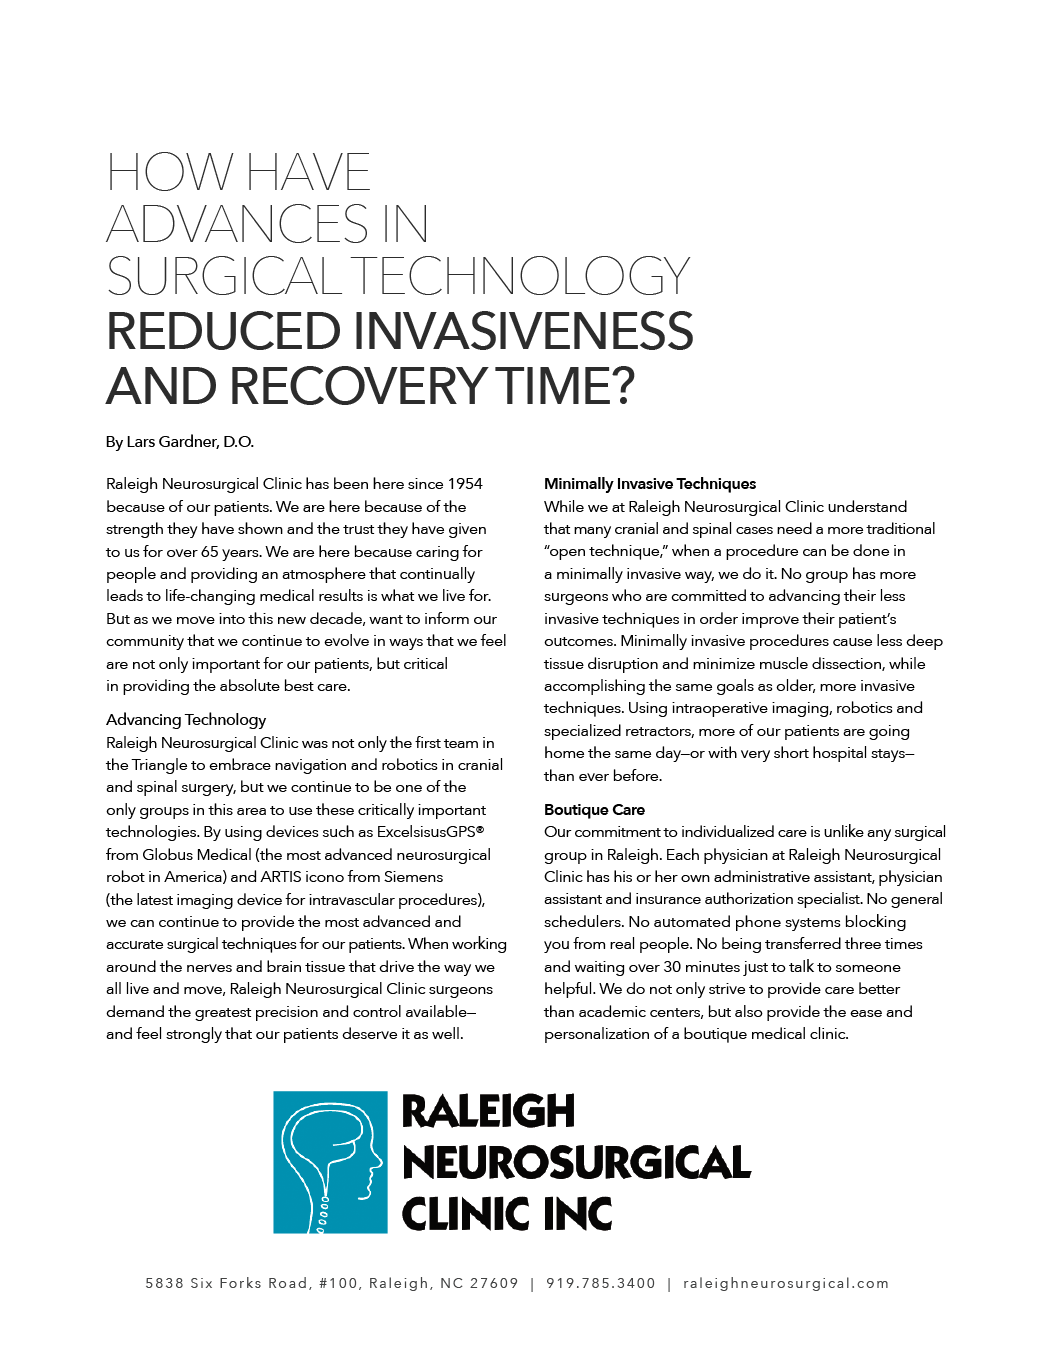 HOW HAVE
ADVANCES IN
SURGICAL TECHNOLOGY
REDUCED INVASIVENESS
AND RECOVERY TIME?
By Lars Gardner, D.O.
Raleigh Neurosurgical Clinic has been here since 1954
because of our patients. We are here because of the
strength they have shown and the trust they have given
to us for over 65 years. We are here because caring for
people and providing an atmosphere that continually
leads to life-changing medical results is what we live for.
But as we move into this new decade, want to inform our
community that we continue to evolve in ways that we feel
are not only important for our patients, but critical
in providing the absolute best care.
Advancing Technology
Raleigh Neurosurgical Clinic was not only the first team in
the Triangle to embrace navigation and robotics in cranial
and spinal surgery, but we continue to be one of the
only groups in this area to use these critically important
technologies. By using devices such as ExcelsisusGPS®
from Globus Medical (the most advanced neurosurgical
robot in America) and ARTIS icono from Siemens
(the latest imaging device for intravascular procedures),
we can continue to provide the most advanced and
accurate surgical techniques for our patients. When working
around the nerves and brain tissue that drive the way we
all live and move, Raleigh Neurosurgical Clinic surgeons
demand the greatest precision and control available—
and feel strongly that our patients deserve it as well.
Minimally Invasive Techniques
While we at Raleigh Neurosurgical Clinic understand
that many cranial and spinal cases need a more traditional
“open technique,” when a procedure can be done in
a minimally invasive way, we do it. No group has more
surgeons who are committed to advancing their less
invasive techniques in order improve their patient’s
outcomes. Minimally invasive procedures cause less deep
tissue disruption and minimize muscle dissection, while
accomplishing the same goals as older, more invasive
techniques. Using intraoperative imaging, robotics and
specialized retractors, more of our patients are going
home the same day—or with very short hospital stays—
than ever before.
Boutique Care
Our commitment to individualized care is unlike any surgical
group in Raleigh. Each physician at Raleigh Neurosurgical
Clinic has his or her own administrative assistant, physician
assistant and insurance authorization specialist. No general
schedulers. No automated phone systems blocking
you from real people. No being transferred three times
and waiting over 30 minutes just to talk to someone
helpful. We do not only strive to provide care better
than academic centers, but also provide the ease and
personalization of a boutique medical clinic.
RALEIGH
NEUROSURGICAL
CLINIC INC
5838 Six Forks Road, #100, Raleigh, NC 27609 | 919.785.3400 | raleighneurosurgical.com